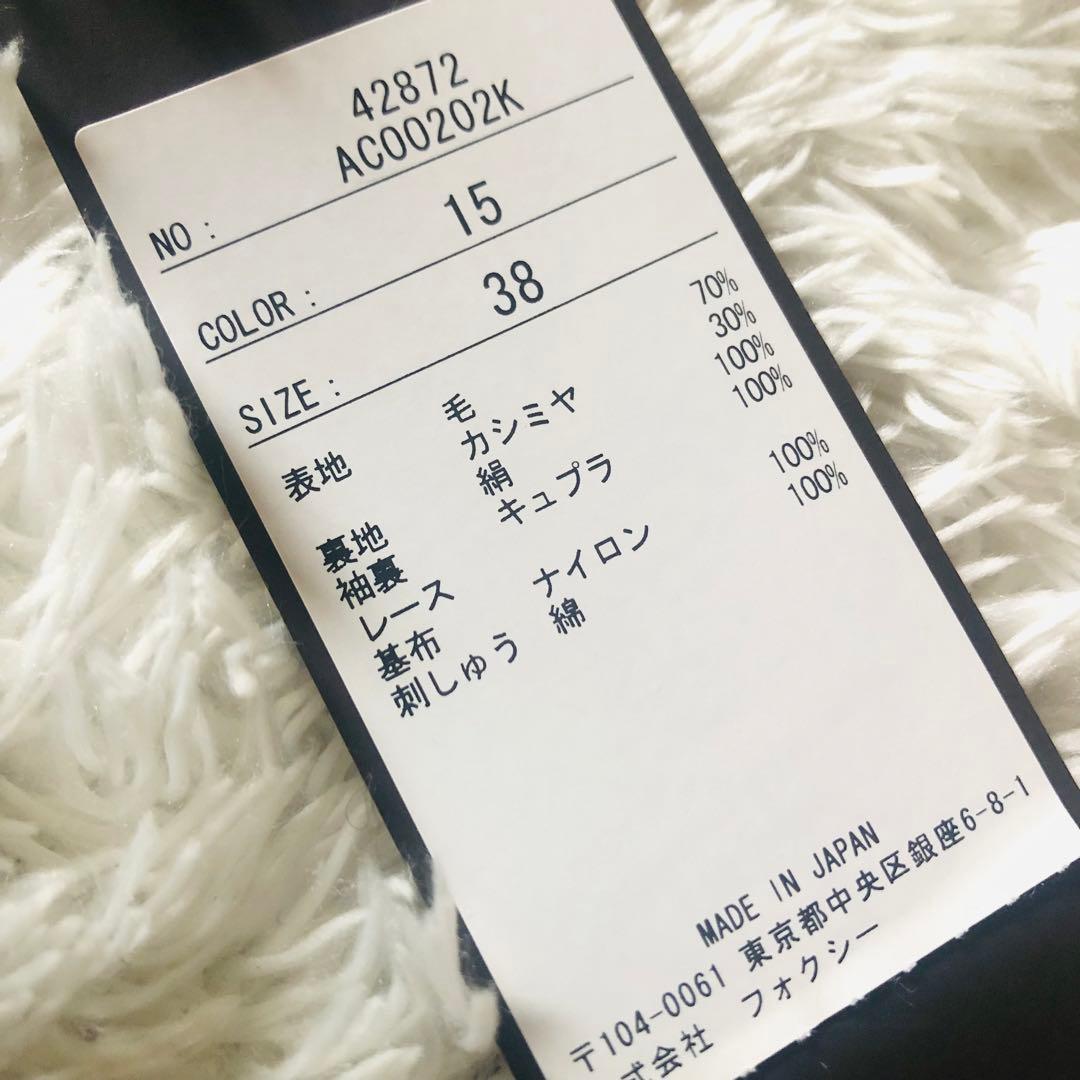 42872
NO : AC00202K
COLOR : 15
SIZE : 38
表地 毛 70%
カシミヤ 30%
裏地 絹 100%
袖裏 キュプラ 100%
レース
基布 ナイロン 100%
刺しゅう 綿 100%
MADE IN JAPAN
〒104-0061 東京都中央区銀座6-8-1
式会社 フォクシー